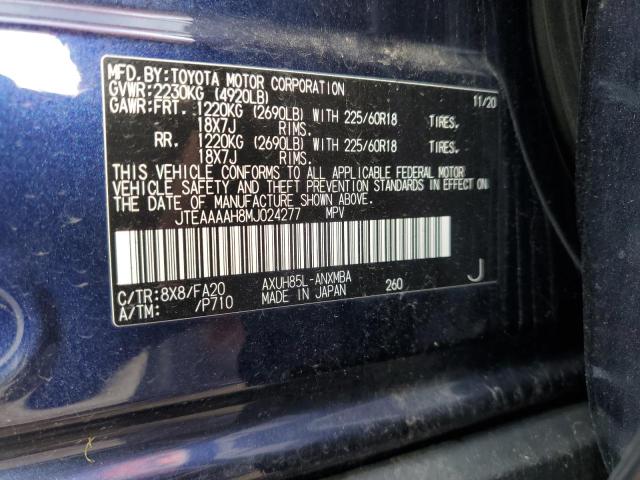 MFD.BY:TOYOTA MOTOR CORPORATION
GVWR:2230KG (4920LB) 11/20
GAWR:FRT. 1220KG (2690LB) WITH 225/60R18 TIRES,
18X7J RIMS.
RR. 1220KG (2690LB) WITH 225/60R18 TIRES,
18X7J RIMS.
THIS VEHICLE CONFORMS TO ALL APPLICABLE FEDERAL MOTOR
VEHICLE SAFETY AND THEFT PREVENTION STANDARDS IN EFFECT ON
THE DATE OF MANUFACTURE SHOWN ABOVE.
JTEAAAAH8MJ024277 MPV
C/TR:8X8/FA20 AXUH85L-ANXMBA
A/TM: /P710 MADE IN JAPAN 260 J